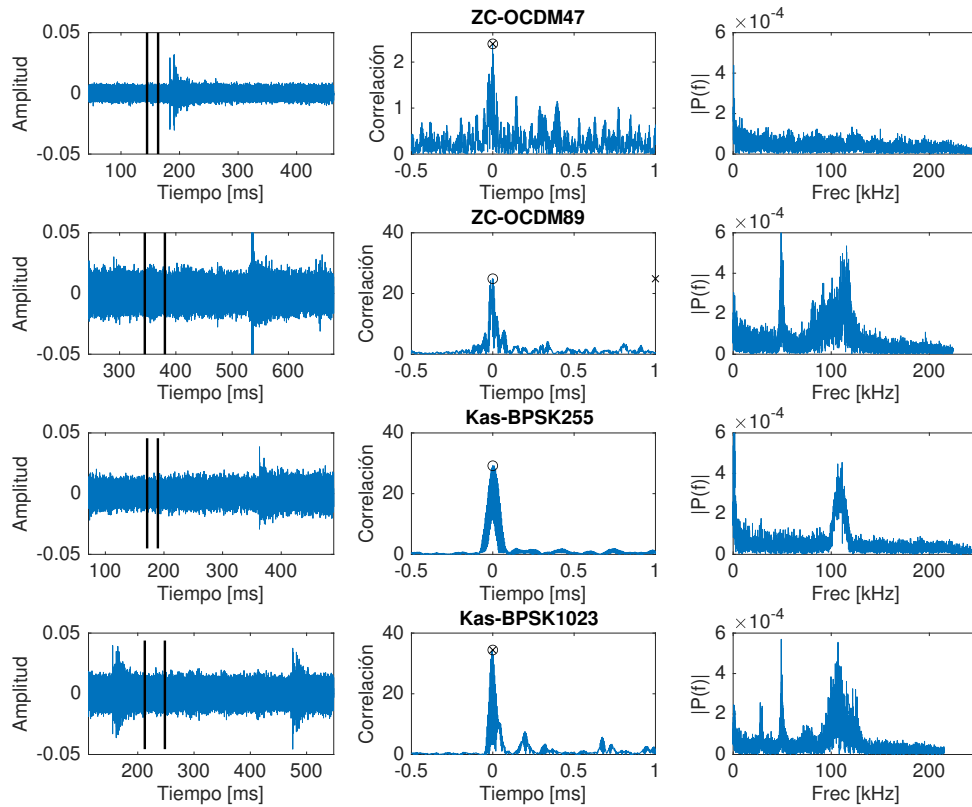 ZC-OCDM47
0.05
0
-0.05
Amplitud
100 200 300 400
Tiempo [ms]
2
1
0
Correlación
-0.5 0 0.5 1
Tiempo [ms]
×10-4
6
4
2
0
|P(f)|
0 100 200
Frec [kHz]
ZC-OCDM89
0.05
0
-0.05
Amplitud
300 400 500 600
Tiempo [ms]
40
20
0
Correlación
-0.5 0 0.5 1
Tiempo [ms]
×10-4
6
4
2
0
|P(f)|
0 100 200
Frec [kHz]
Kas-BPSK255
0.05
0
-0.05
Amplitud
100 200 300 400
Tiempo [ms]
40
20
0
Correlación
-0.5 0 0.5 1
Tiempo [ms]
×10-4
6
4
2
0
|P(f)|
0 100 200
Frec [kHz]
Kas-BPSK1023
0.05
0
-0.05
Amplitud
200 300 400 500
Tiempo [ms]
40
20
0
Correlación
-0.5 0 0.5 1
Tiempo [ms]
×10-4
6
4
2
0
|P(f)|
0 100 200
Frec [kHz]